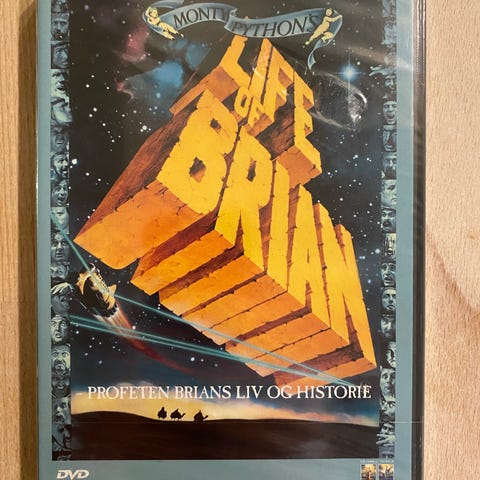 MONTY PYTHON'S
LIFE
OF
BRIAN
PROFETEN BRIANS LIV OG HISTORIE
DVD